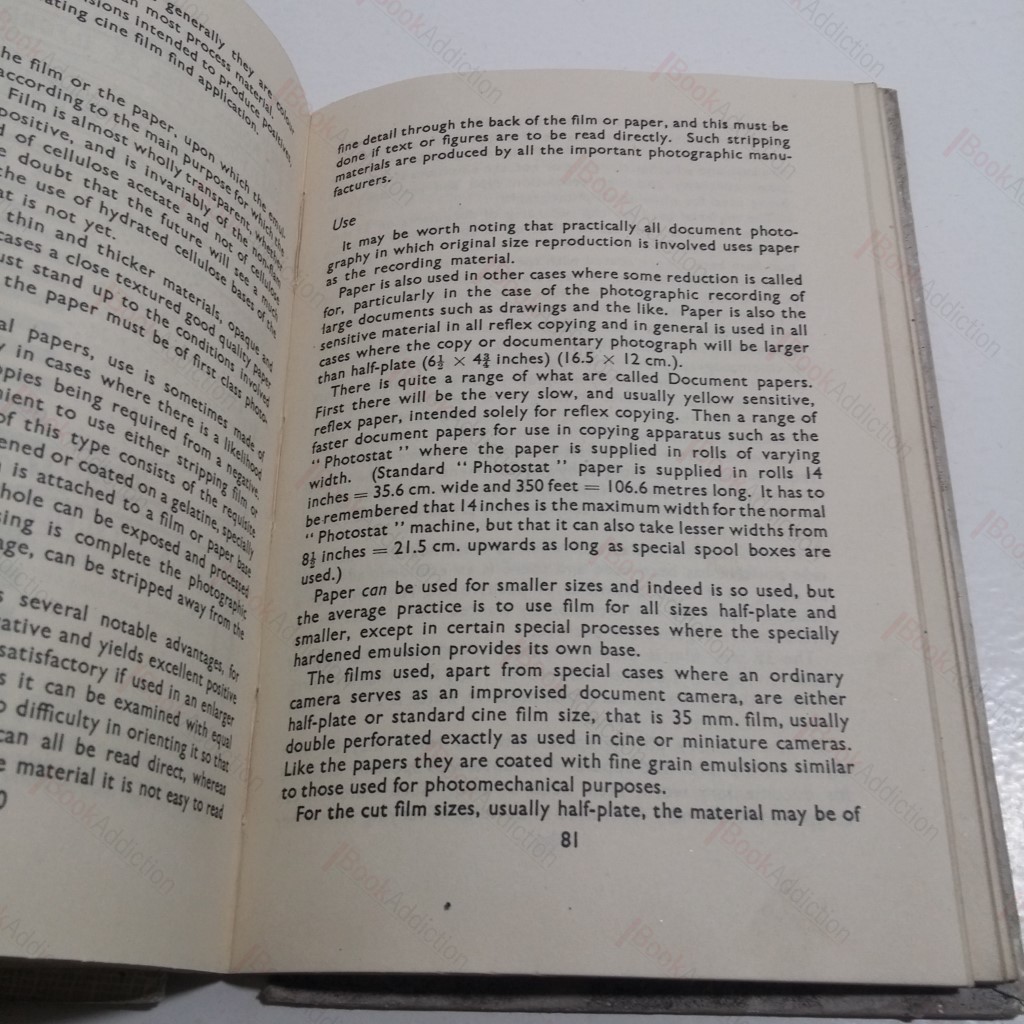 generally they are colour
most process material.
sions intended to produce positives
ating cine film find application.
he film or the paper, upon which the emul-
according to the main purpose for which the
Film is almost wholly transparent, whether
positive, and is invariably of the non-flam
d of cellulose acetate and not of cellulose
e doubt that the future will see a much
the use of hydrated cellulose bases of the
at is not yet.
thin and thicker materials, opaque and
cases a close textured good quality paper
ust stand up to the conditions involved
the paper must be of first class photo-
al papers, use is sometimes made of
y in cases where there is a likelihood
opies being required from a negative.
nient to use either stripping film or
of this type consists of the requisite
ened or coated on a gelatine, specially
is attached to a film or paper base
hole can be exposed and processed
sing is complete the photographic
age, can be stripped away from the
s several notable advantages, for
ative and yields excellent positive
satisfactory if used in an enlarger
s it can be examined with equal
o difficulty in orienting it so that
can all be read direct, whereas
e material it is not easy to read
0
fine detail through the back of the film or paper, and this must be
done if text or figures are to be read directly. Such stripping
materials are produced by all the important photographic manu-
facturers.
Use
It may be worth noting that practically all document photo-
graphy in which original size reproduction is involved uses paper
as the recording material.
Paper is also used in other cases where some reduction is called
for, particularly in the case of the photographic recording of
large documents such as drawings and the like. Paper is also the
sensitive material in all reflex copying and in general is used in all
cases where the copy or documentary photograph will be larger
than half-plate (6½ × 4¾ inches) (16.5 × 12 cm.).
There is quite a range of what are called Document papers.
First there will be the very slow, and usually yellow sensitive,
reflex paper, intended solely for reflex copying. Then a range of
faster document papers for use in copying apparatus such as the
“ Photostat ” where the paper is supplied in rolls of varying
width. (Standard “ Photostat ” paper is supplied in rolls 14
inches = 35.6 cm. wide and 350 feet = 106.6 metres long. It has to
be remembered that 14 inches is the maximum width for the normal
“ Photostat ” machine, but that it can also take lesser widths from
8½ inches = 21.5 cm. upwards as long as special spool boxes are
used.)
Paper can be used for smaller sizes and indeed is so used, but
the average practice is to use film for all sizes half-plate and
smaller, except in certain special processes where the specially
hardened emulsion provides its own base.
The films used, apart from special cases where an ordinary
camera serves as an improvised document camera, are either
half-plate or standard cine film size, that is 35 mm. film, usually
double perforated exactly as used in cine or miniature cameras.
Like the papers they are coated with fine grain emulsions similar
to those used for photomechanical purposes.
For the cut film sizes, usually half-plate, the material may be of
81